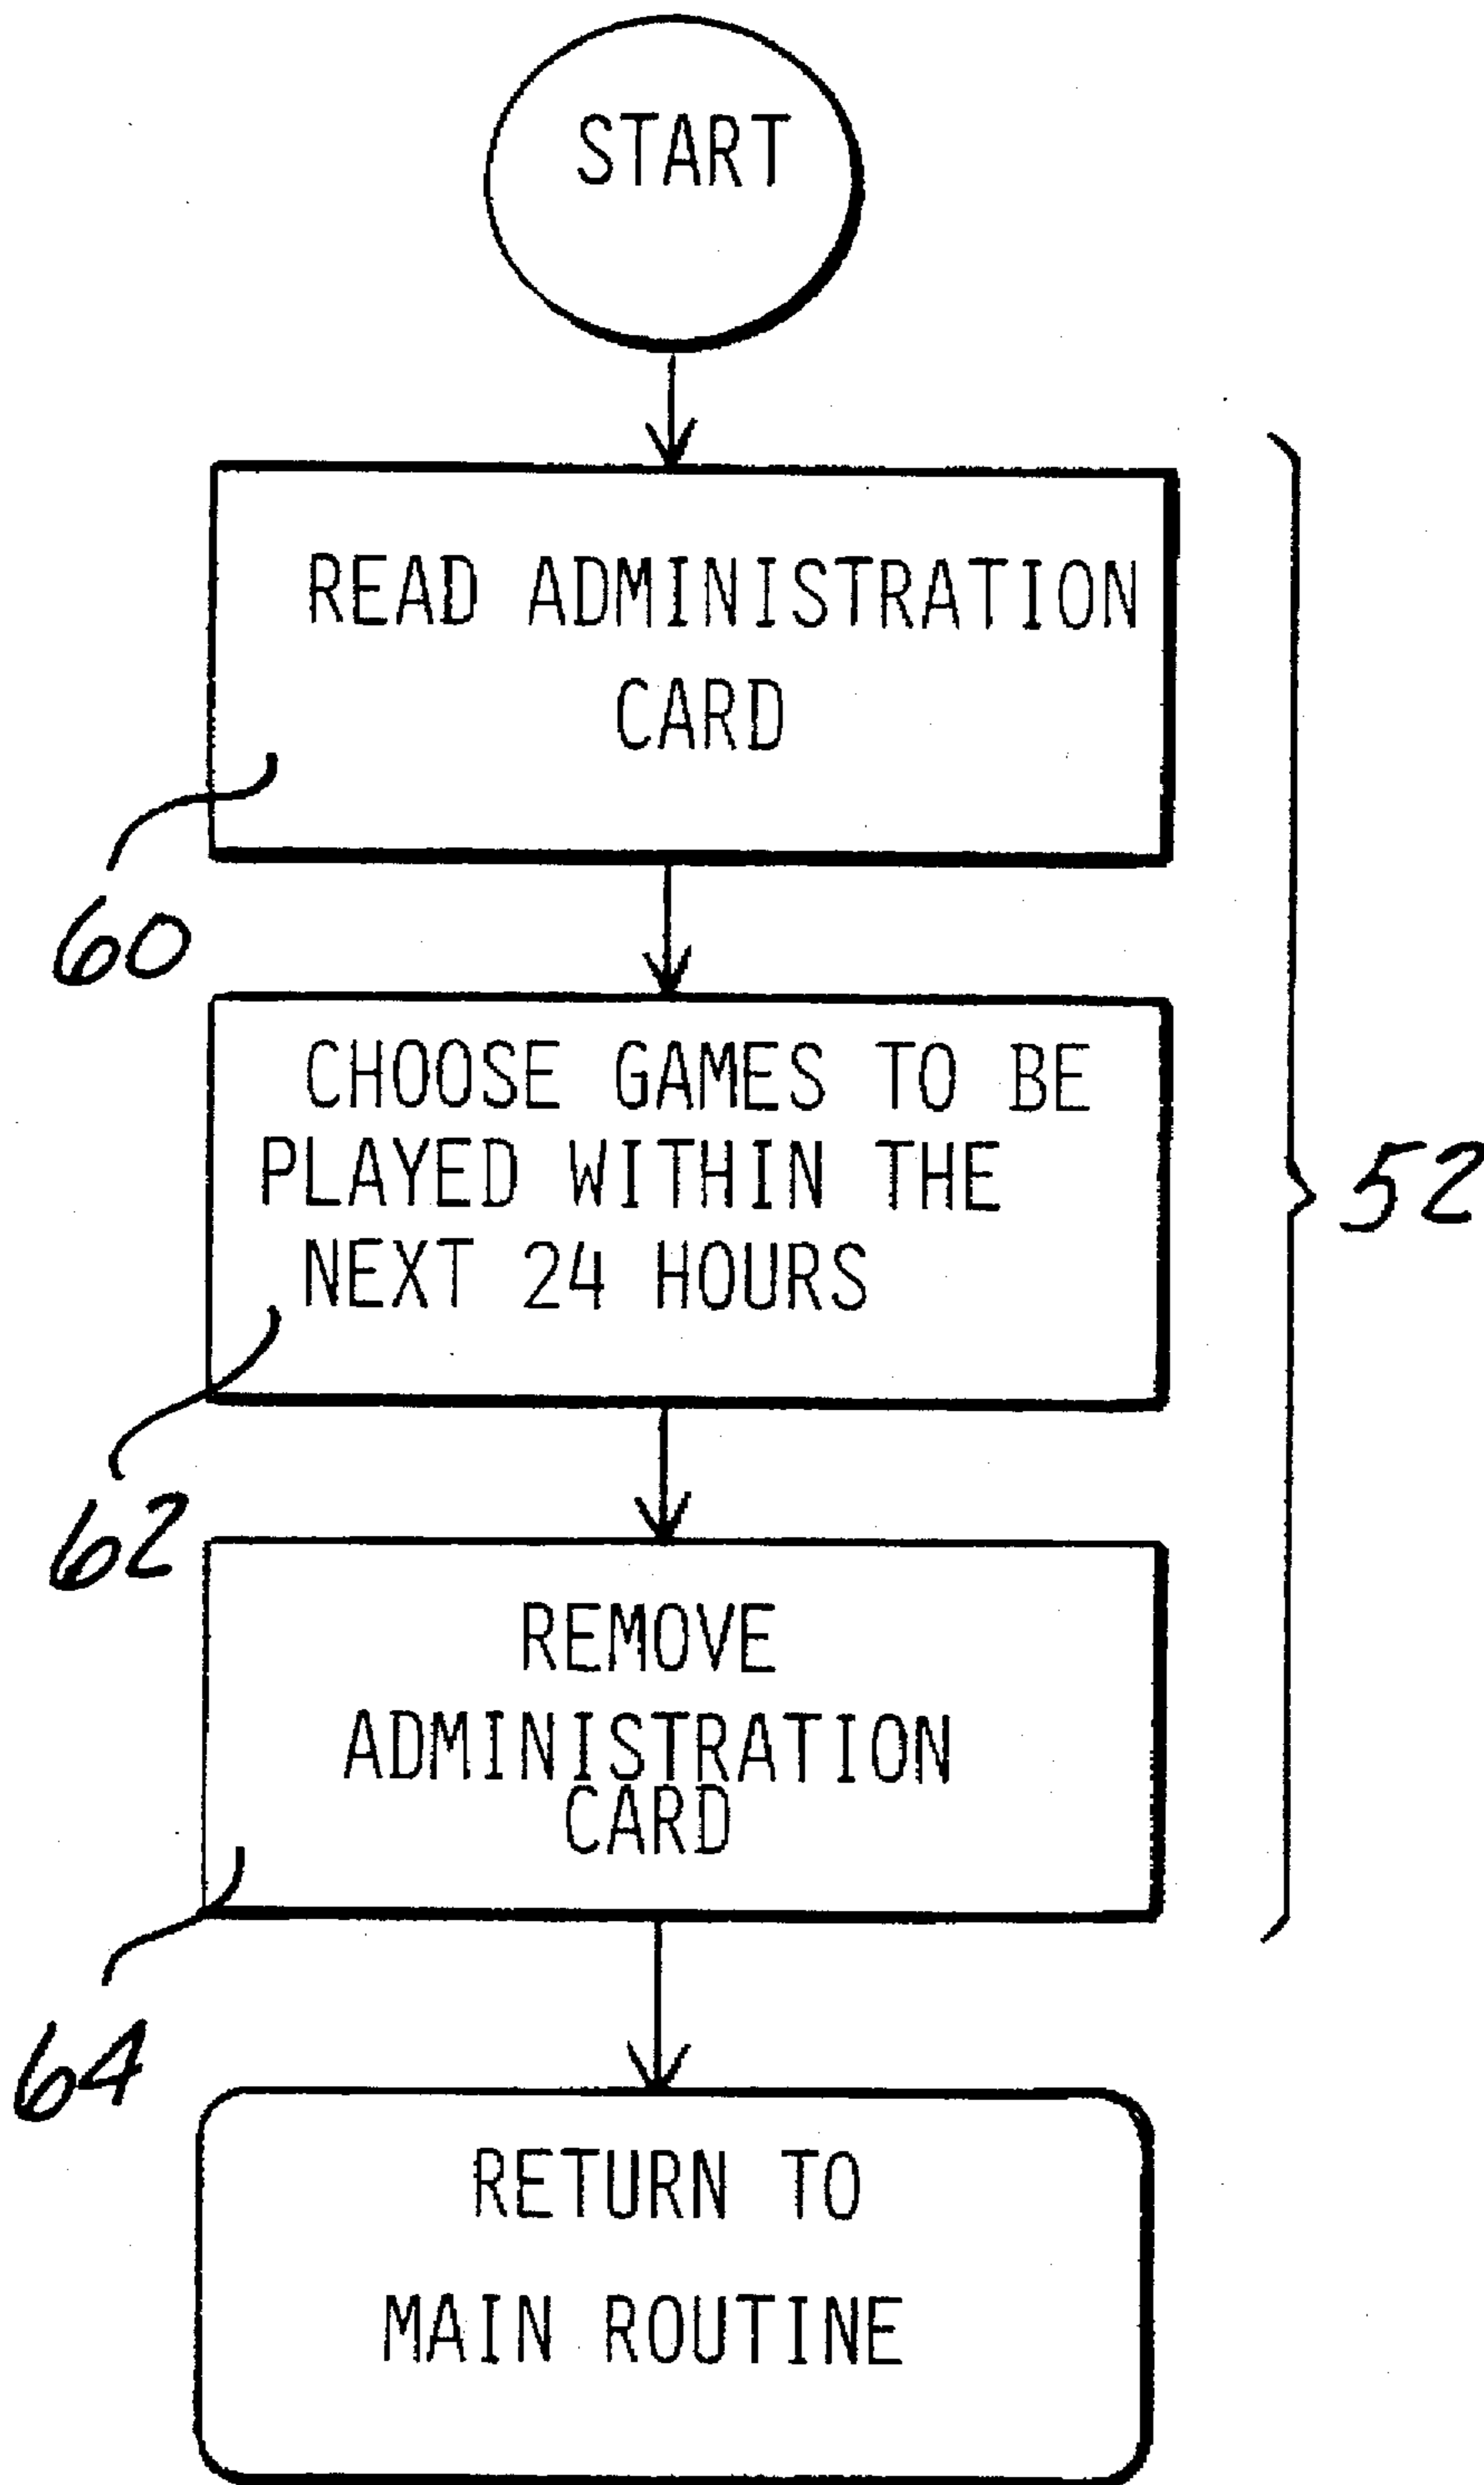 START
READ ADMINISTRATION
CARD
60
CHOOSE GAMES TO BE
PLAYED WITHIN THE
NEXT 24 HOURS
52
62
REMOVE
ADMINISTRATION
CARD
64
RETURN TO
MAIN ROUTINE